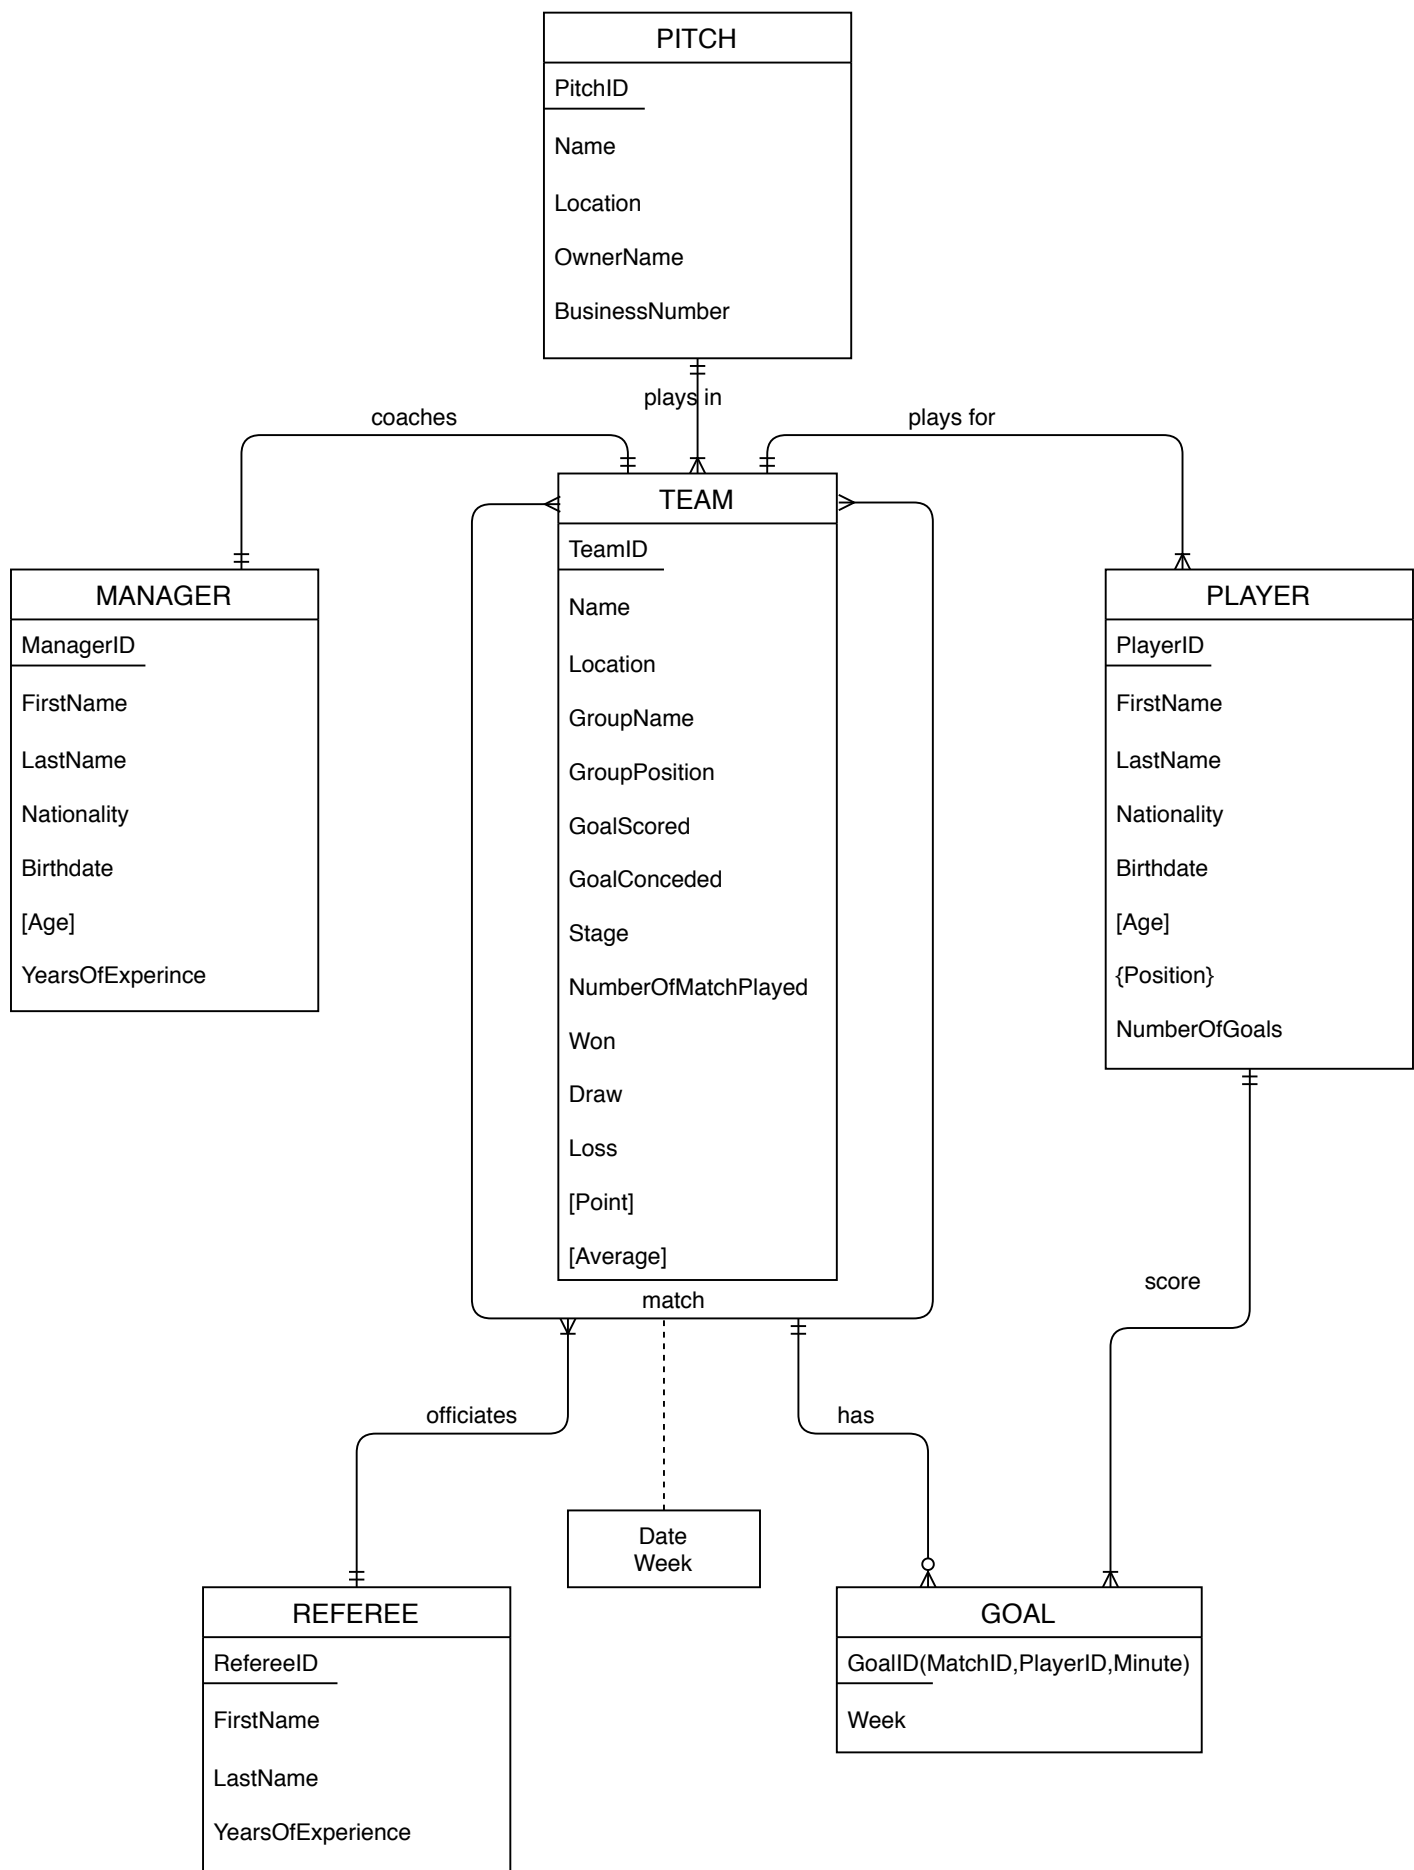 PITCH
PitchID
Name
Location
OwnerName
BusinessNumber
plays in
coaches
plays for
TEAM
TeamID
Name
Location
GroupName
GroupPosition
GoalScored
GoalConceded
Stage
NumberOfMatchPlayed
Won
Draw
Loss
[Point]
[Average]
match
MANAGER
ManagerID
FirstName
LastName
Nationality
Birthdate
[Age]
YearsOfExperince
PLAYER
PlayerID
FirstName
LastName
Nationality
Birthdate
[Age]
{Position}
NumberOfGoals
score
officiates
has
Date
Week
REFEREE
RefereeID
FirstName
LastName
YearsOfExperience
GOAL
GoalID(MatchID,PlayerID,Minute)
Week